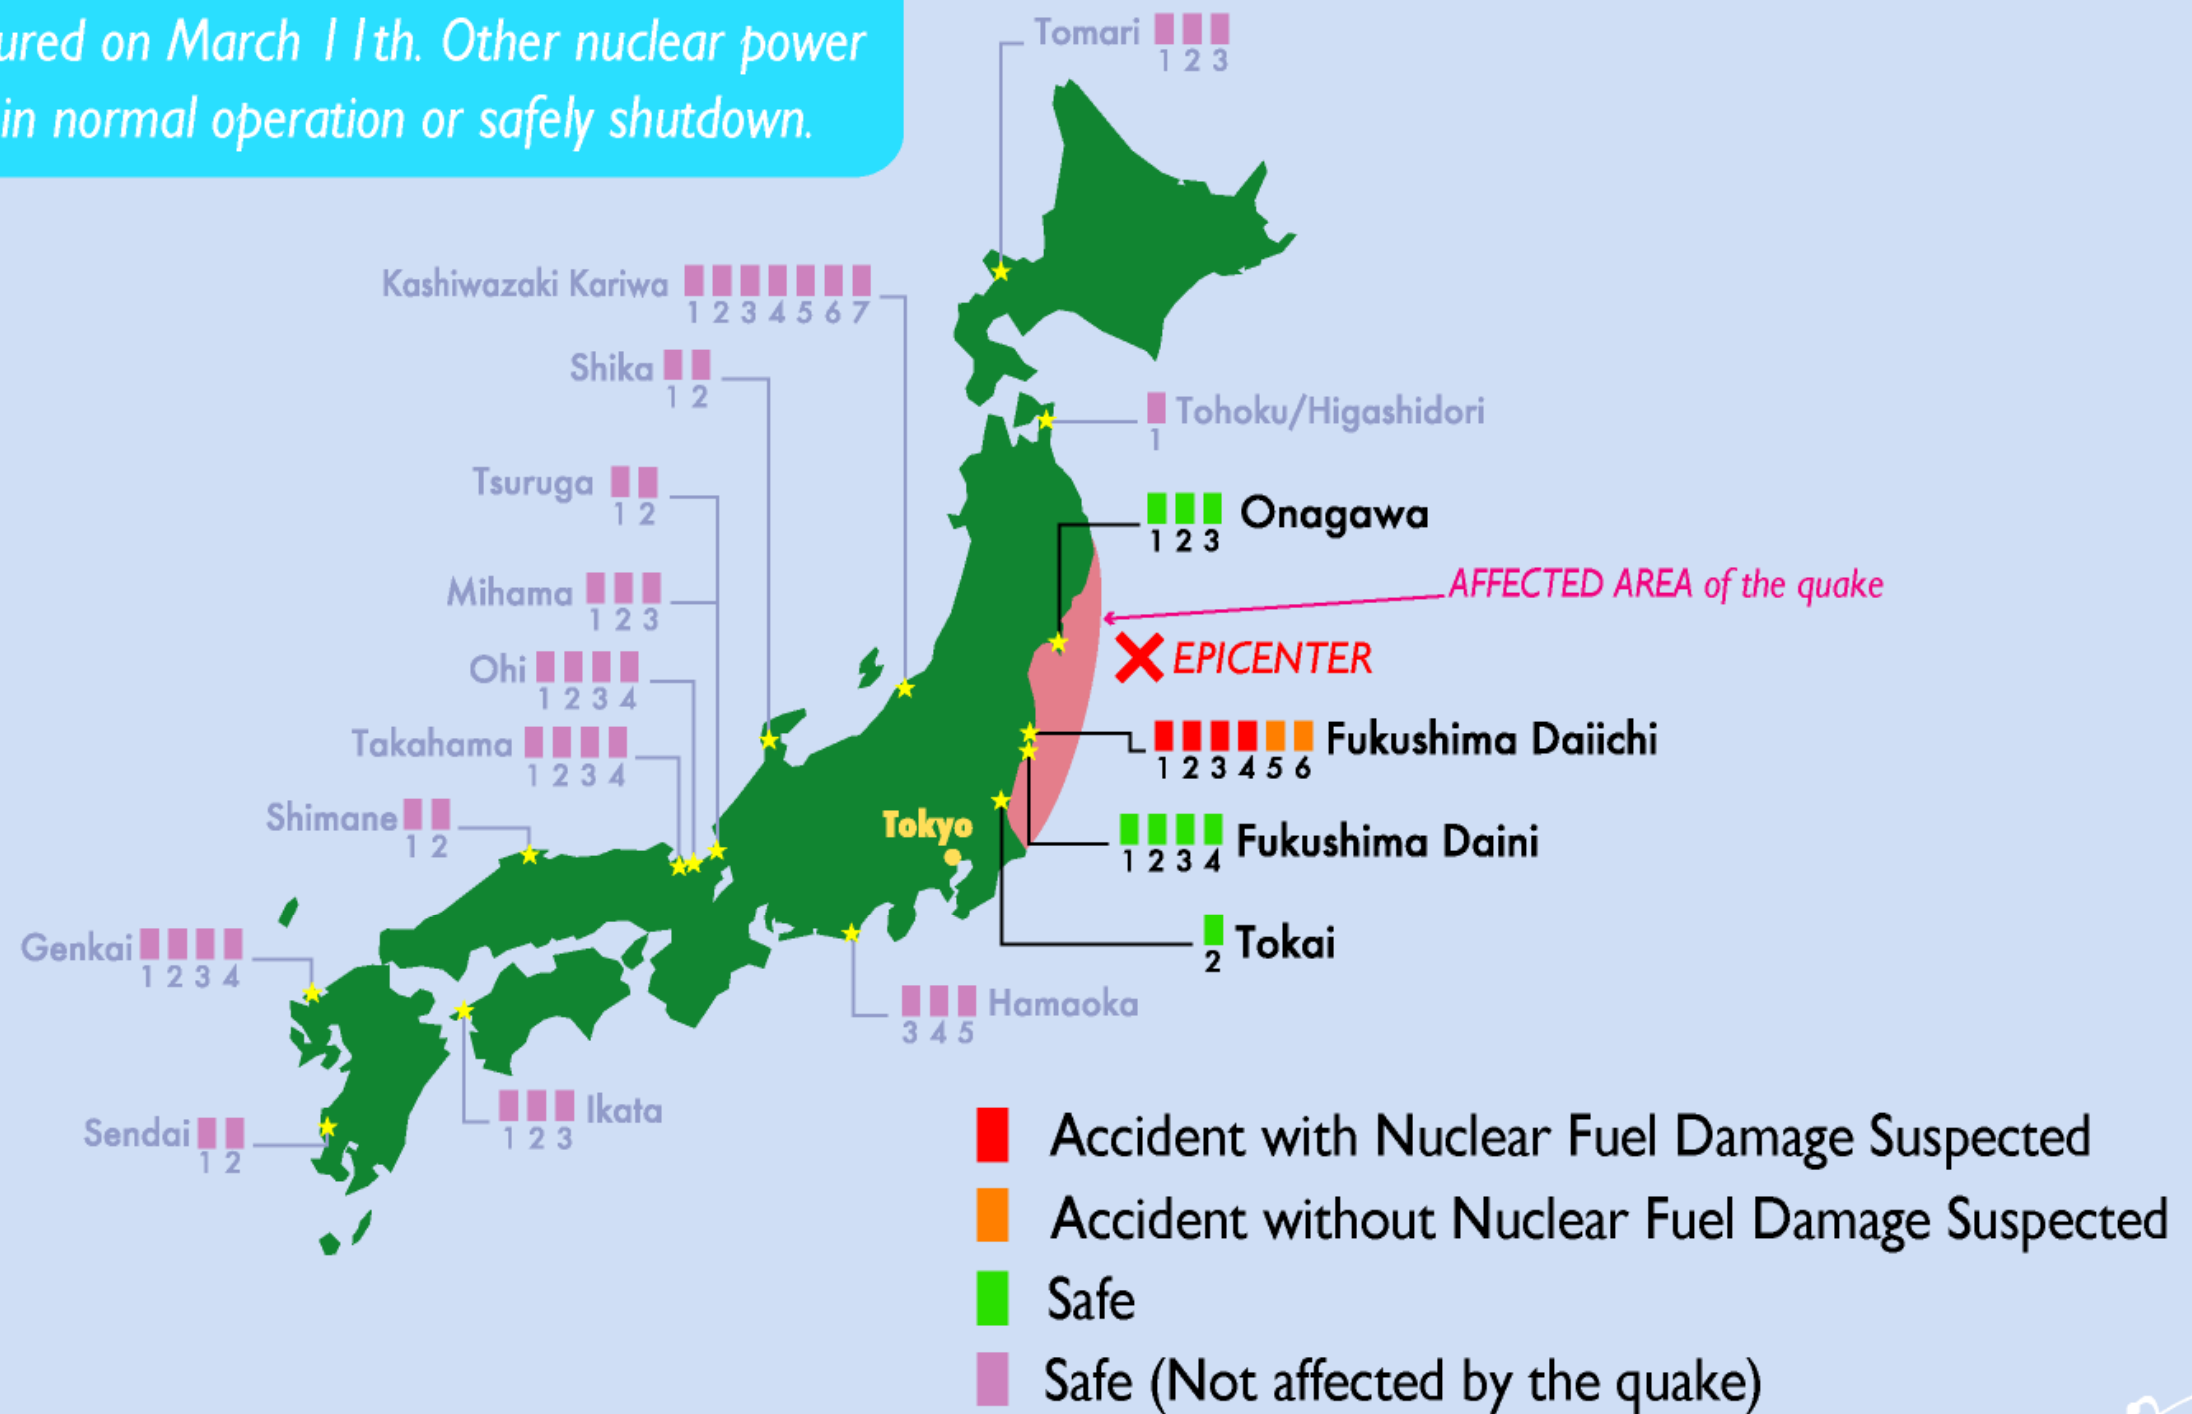 ured on March 11th. Other nuclear power
in normal operation or safely shutdown.
Tomari
1 2 3
Kashiwazaki Kariwa
1 2 3 4 5 6 7
Shika
1 2
Tohoku/Higashidori
1
Tsuruga
1 2
Onagawa
1 2 3
Mihama
1 2 3
AFFECTED AREA of the quake
EPICENTER
Ohi
1 2 3 4
Takahama
1 2 3 4
Fukushima Daiichi
1 2 3 4 5 6
Shimane
1 2
Tokyo
Fukushima Daini
1 2 3 4
Genkai
1 2 3 4
Tokai
2
Hamaoka
3 4 5
Ikata
1 2 3
Sendai
1 2
Accident with Nuclear Fuel Damage Suspected
Accident without Nuclear Fuel Damage Suspected
Safe
Safe (Not affected by the quake)